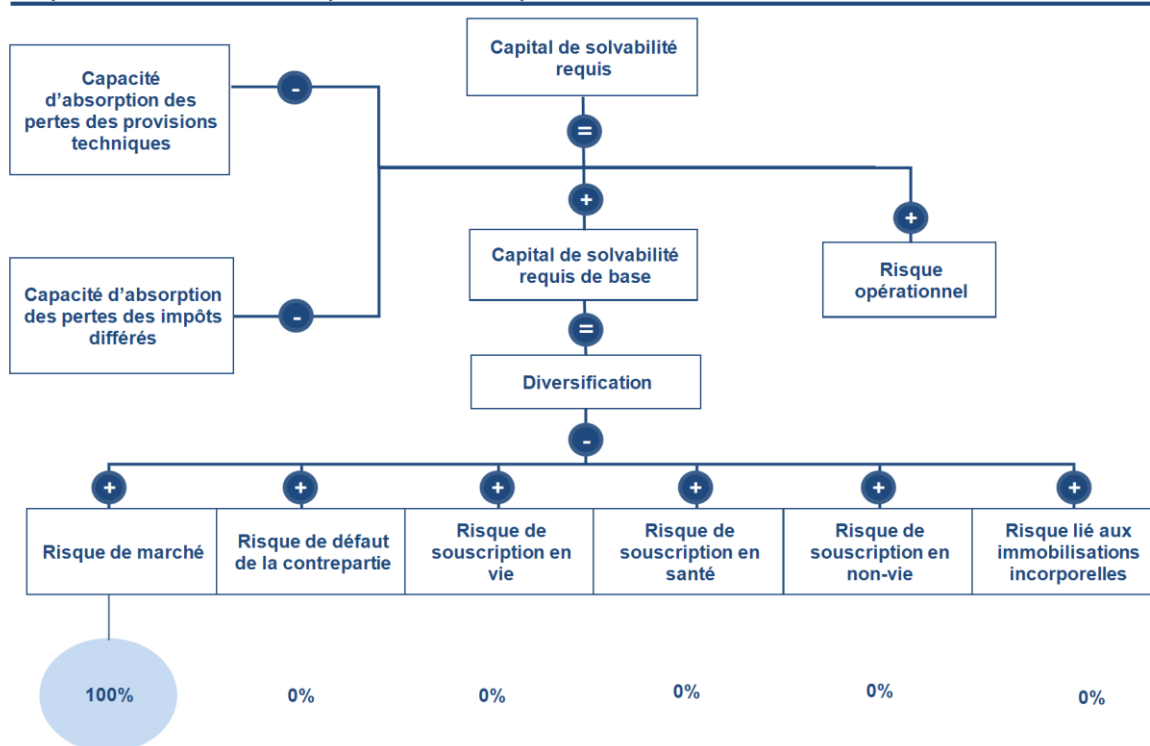 Capital de solvabilité
requis
Capacité
d'absorption des
pertes des provisions
techniques
-
=
+
+
Capital de solvabilité
requis de base
Risque
opérationnel
Capacité d'absorption
des pertes des impôts
différés
-
=
Diversification
-
+
+
+
+
+
+
Risque de marché
Risque de défaut
de la contrepartie
Risque de
souscription en
vie
Risque de
souscription en
santé
Risque de
souscription en
non-vie
Risque lié aux
immobilisations
incorporelles
100%
0%
0%
0%
0%
0%